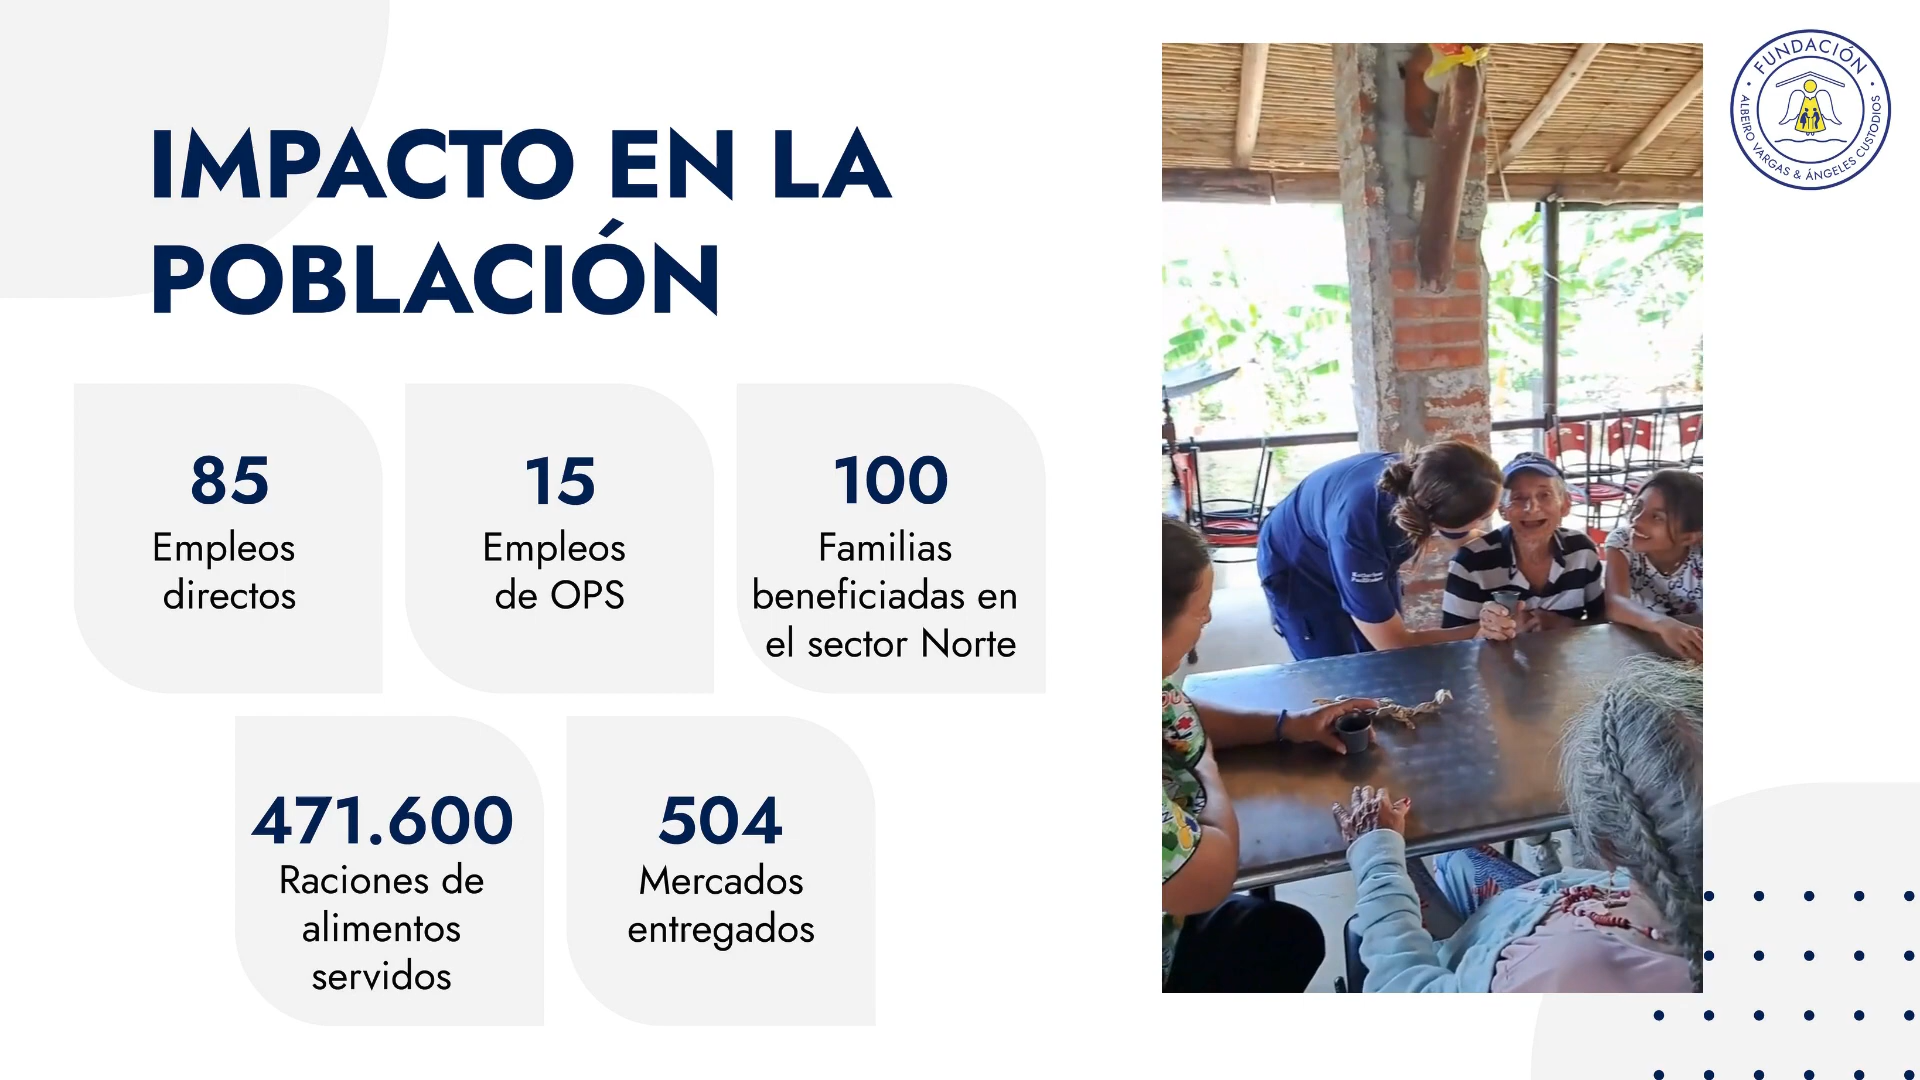 FUNDACIÓN
ALBEIRO VARGAS & ÁNGELES CUSTODIOS
IMPACTO EN LA
POBLACIÓN
85
Empleos
directos
15
Empleos
de OPS
100
Familias
beneficiadas en
el sector Norte
471.600
Raciones de
alimentos
servidos
504
Mercados
entregados